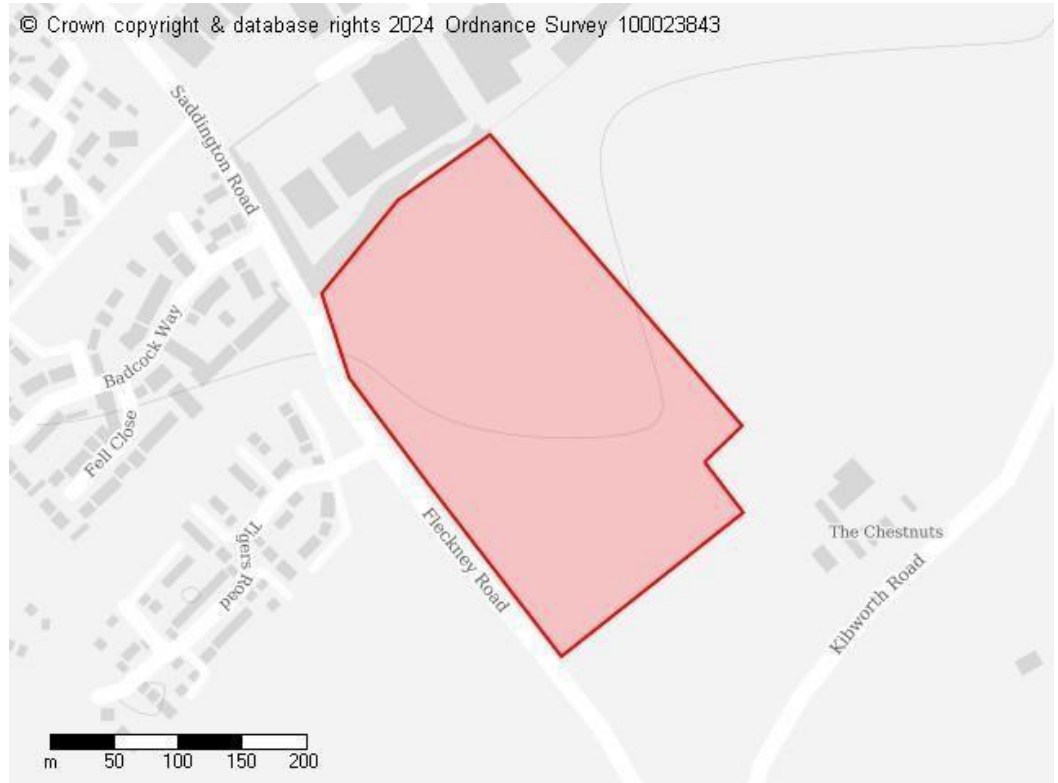 © Crown copyright & database rights 2024 Ordnance Survey 100023843
Saddington Road
Badcock Way
Fell Close
Tigers Road
Fleckney Road
The Chestnuts
Kibworth Road
m 50 100 150 200